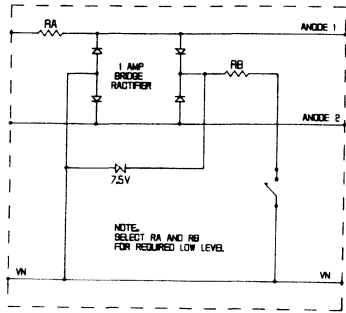 RA
ANODE 1
1 AMP
BRIDGE
RACTIFIER
RB
ANODE 2
7.5V
NOTE.
SELECT RA AND RB
FOR REQUIRED LOW LEVEL
VN
VN